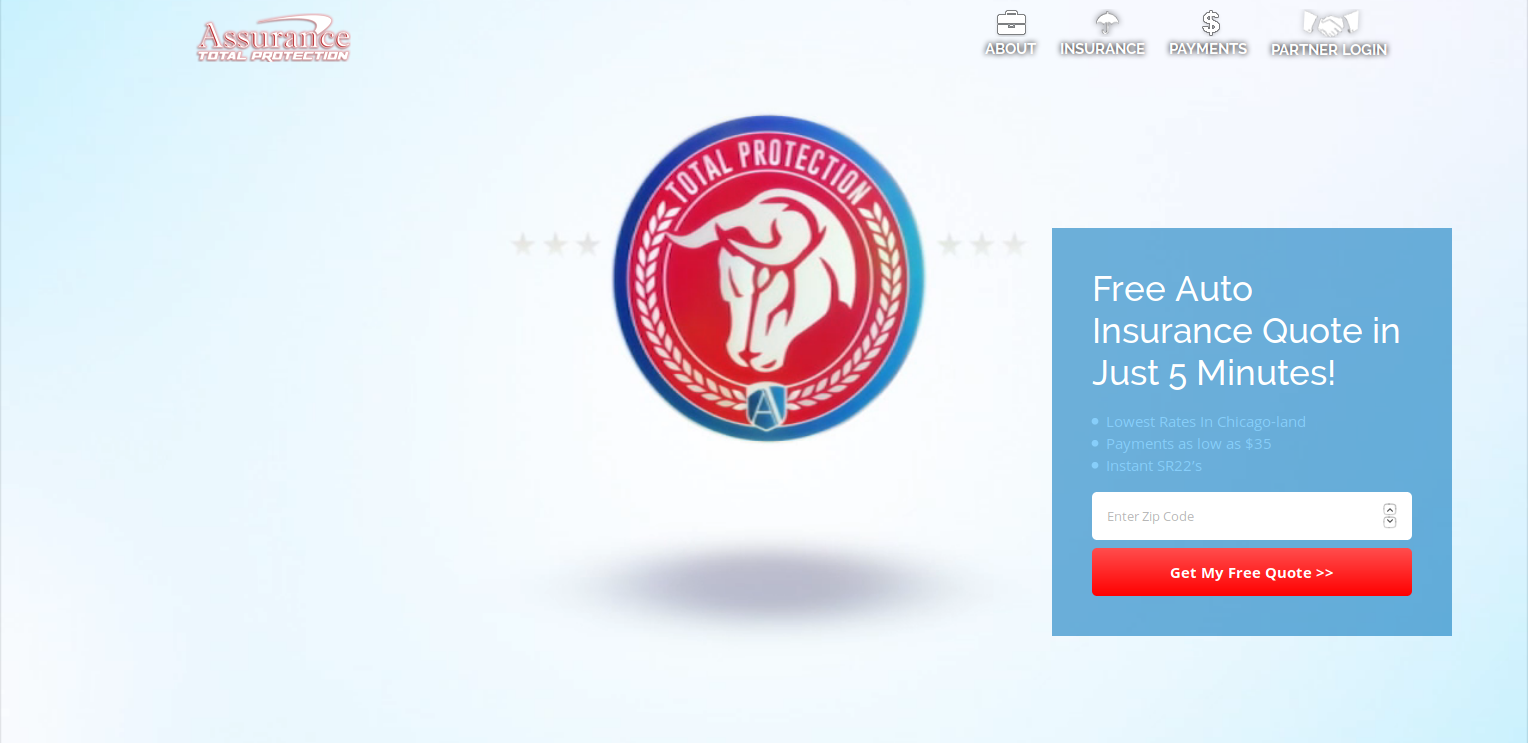 Assurance
TOTAL PROTECTION
ABOUT
INSURANCE
PAYMENTS
PARTNER LOGIN
TOTAL PROTECTION
A
Free Auto
Insurance Quote in
Just 5 Minutes!
Lowest Rates In Chicago-land
Payments as low as $35
Instant SR22's
Enter Zip Code
Get My Free Quote >>